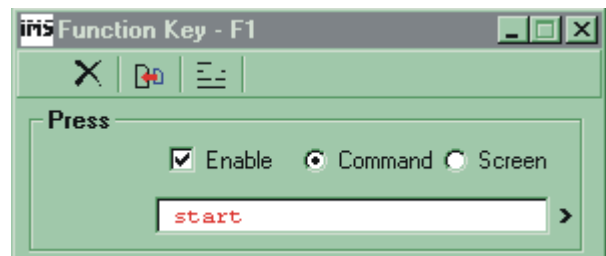 iMS Function Key - F1
Press
Enable Command Screen
start